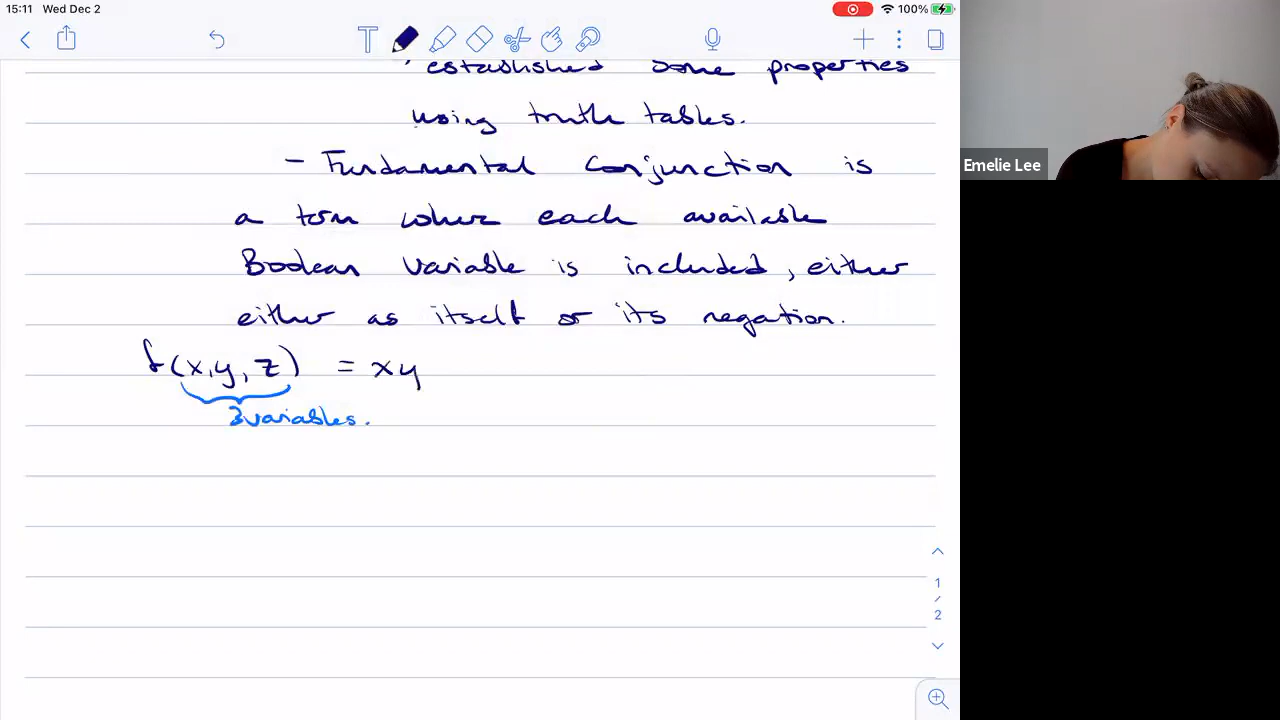 15:11 Wed Dec 2
100%
established some properties
using truth tables.
- Fundamental Conjunction is
a term where each available
Boolean variable is included, either
either as itself or its negation.
f(x,y,z) = xy
3variables.
Emelie Lee
1
/
2